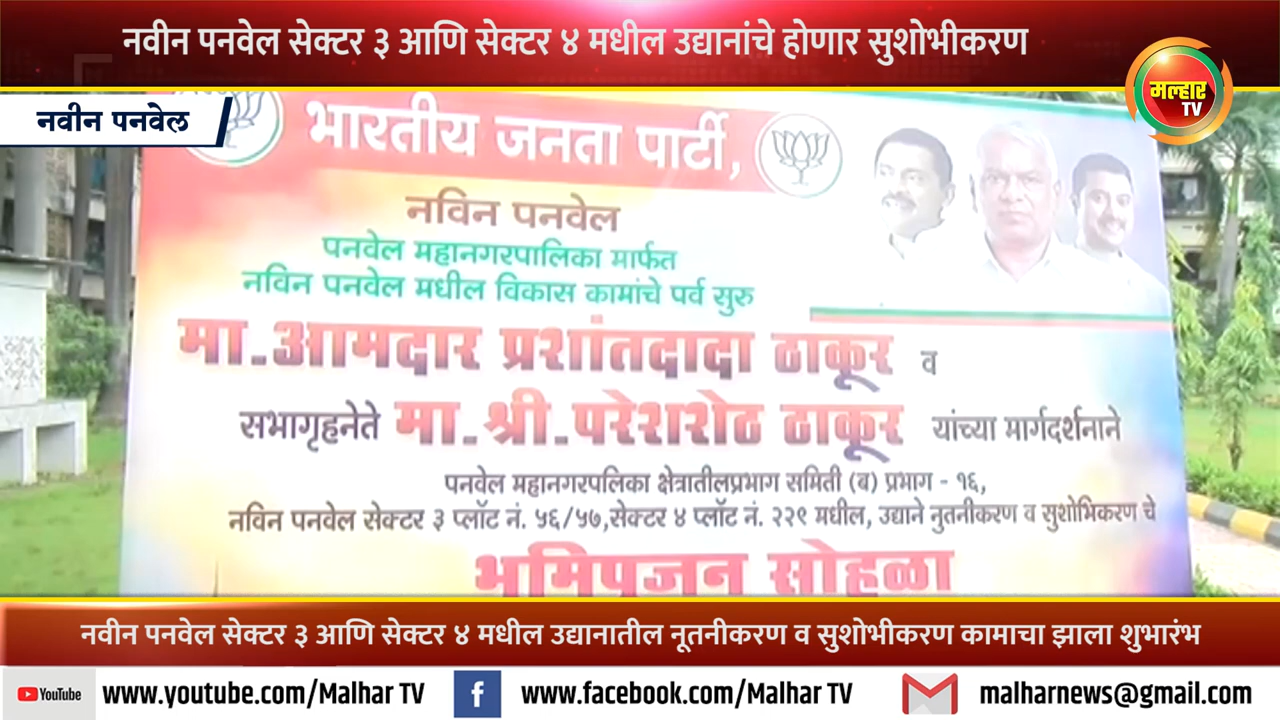 नवीन पनवेल सेक्टर ३ आणि सेक्टर ४ मधील उद्यानांचे होणार सुशोभीकरण
मल्हार
TV
नवीन पनवेल
भारतीय जनता पार्टी,
नविन पनवेल
पनवेल महानगरपालिका मार्फत
नविन पनवेल मधील विकास कामांचे पर्व सुरु
मा.आमदार प्रशांतदादा ठाकूर व
सभागृहनेते मा.श्री.परेशशेठ ठाकूर यांच्या मार्गदर्शनाने
पनवेल महानगरपलिका क्षेत्रातीलप्रभाग समिती (ब) प्रभाग - १६,
नविन पनवेल सेक्टर ३ प्लॉट नं. ५६/५७,सेक्टर ४ प्लॉट नं. २२९ मधील, उद्याने नुतनीकरण व सुशोभिकरण चे
भूमिपूजन सोहळा
नवीन पनवेल सेक्टर ३ आणि सेक्टर ४ मधील उद्यानातील नूतनीकरण व सुशोभीकरण कामाचा झाला शुभारंभ
YouTube www.youtube.com/Malhar TV www.facebook.com/Malhar TV malharnews@gmail.com